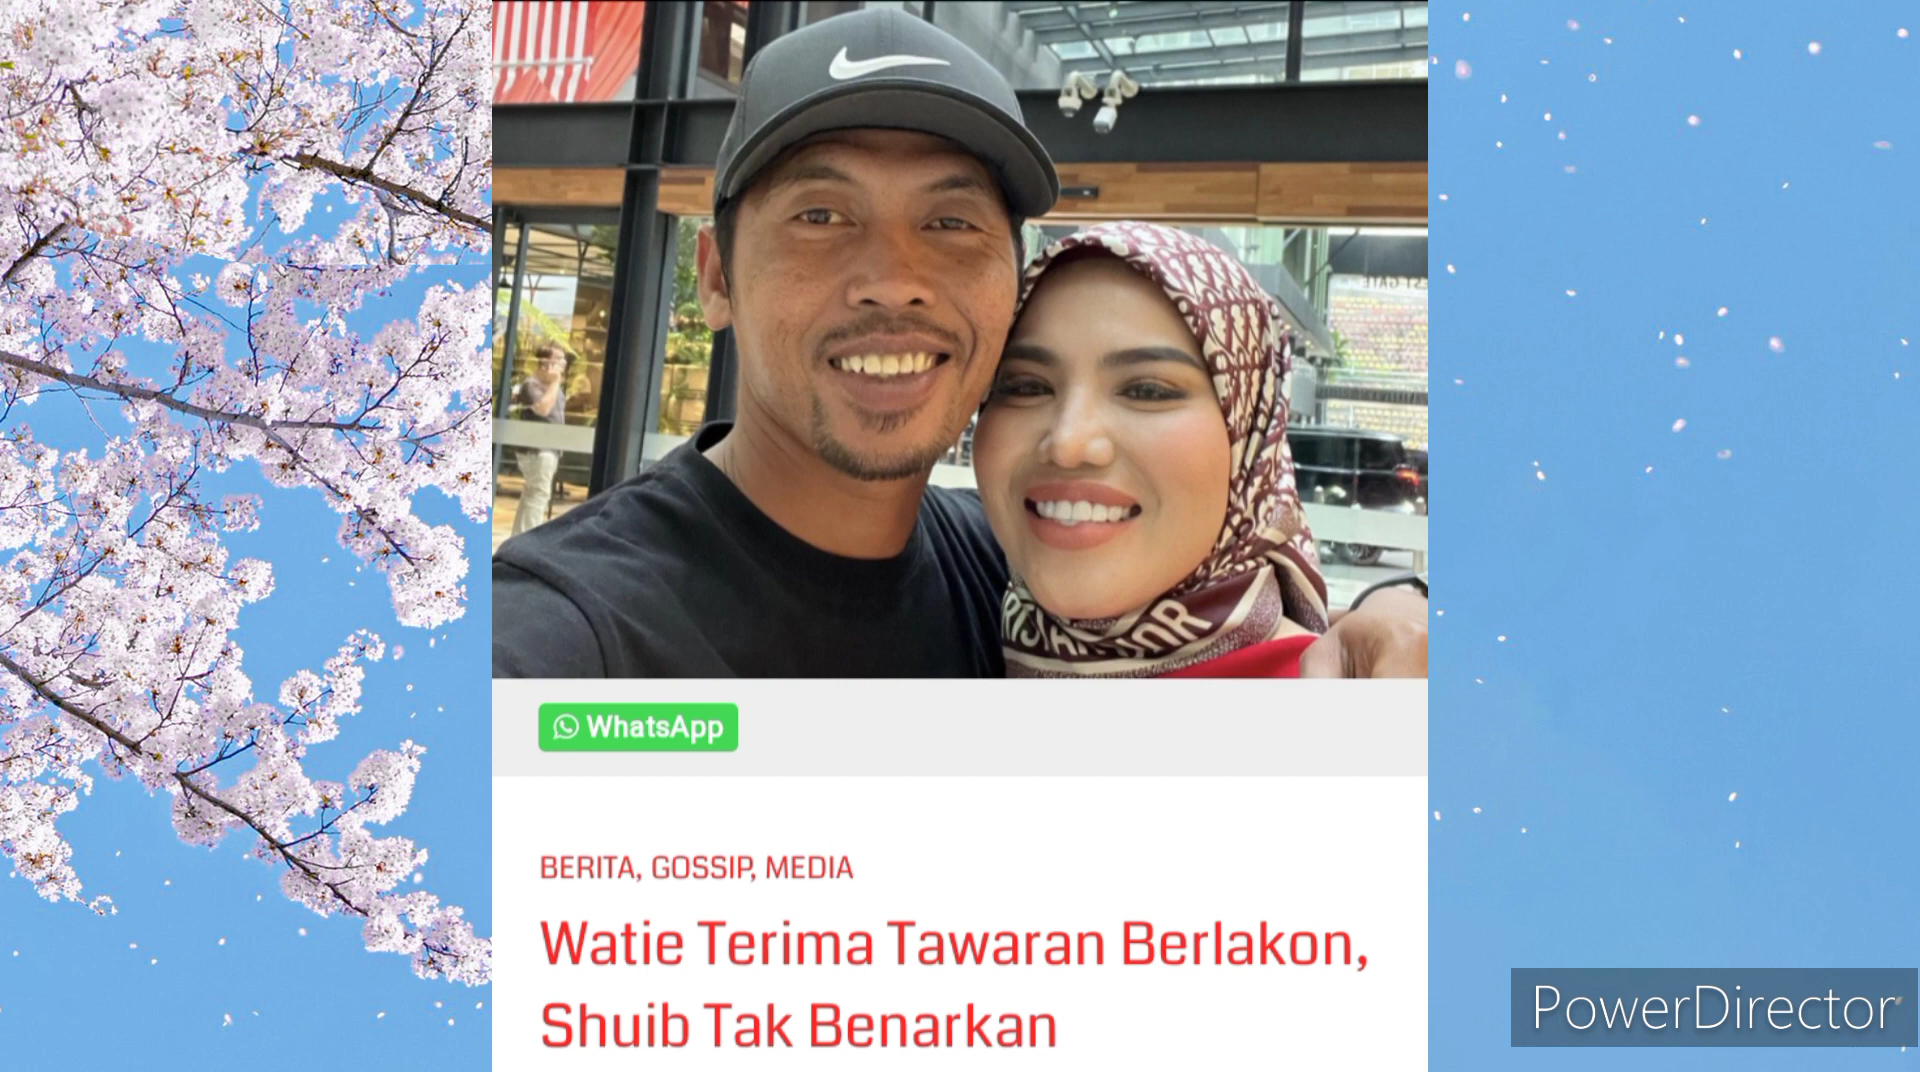 WhatsApp
BERITA, GOSSIP, MEDIA
Watie Terima Tawaran Berlakon,
Shuib Tak Benarkan
PowerDirector